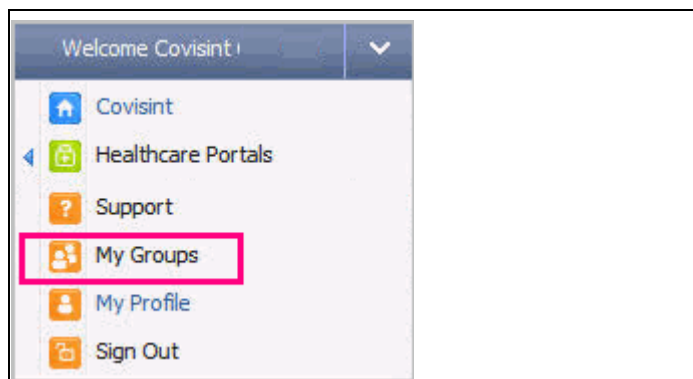 Welcome Covisint
Covisint
Healthcare Portals
Support
My Groups
My Profile
Sign Out